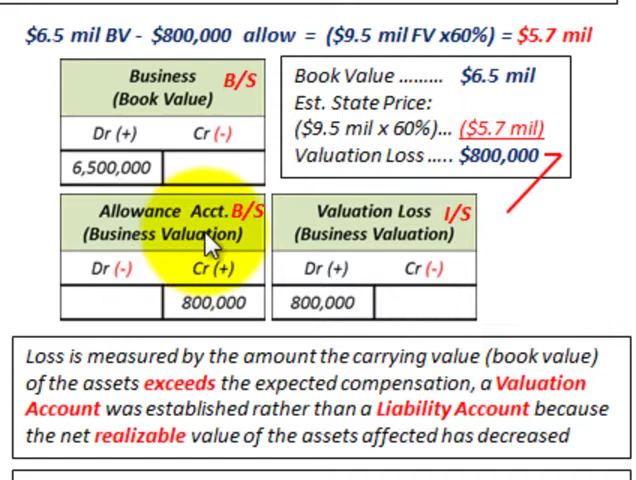 $6.5 mil BV - $800,000 allow = ($9.5 mil FV x60%) = $5.7 mil
Business B/S
(Book Value)
Dr (+) Cr (-)
6,500,000
Book Value ......... $6.5 mil
Est. State Price:
($9.5 mil x 60%)... ($5.7 mil)
Valuation Loss ..... $800,000
Allowance Acct. B/S
(Business Valuation)
Dr (-) Cr (+)
800,000
Valuation Loss I/S
(Business Valuation)
Dr (+) Cr (-)
800,000
Loss is measured by the amount the carrying value (book value)
of the assets exceeds the expected compensation, a Valuation
Account was established rather than a Liability Account because
the net realizable value of the assets affected has decreased